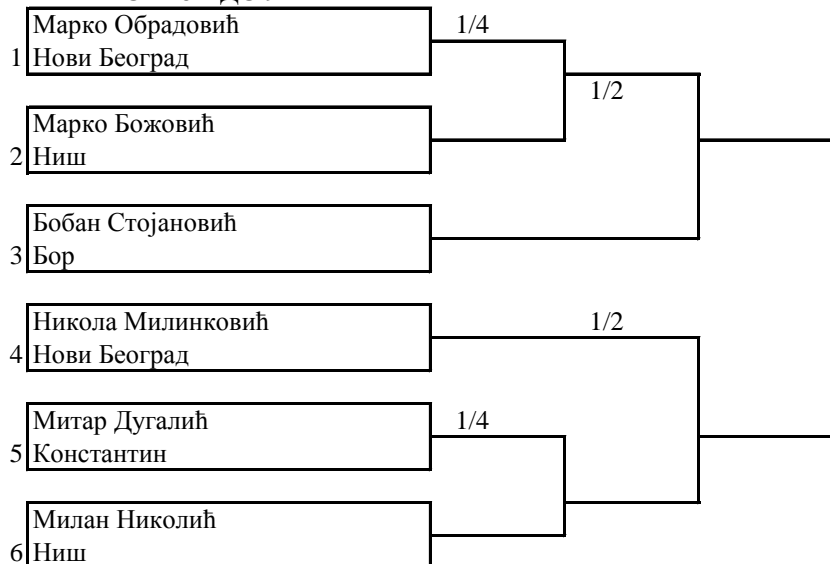 Марко Обрадовић
1/4
1 Нови Београд
1/2
Марко Божовић
2 Ниш
Бобан Стојановић
3 Бор
Никола Милинковић
1/2
4 Нови Београд
Митар Дугалић
1/4
5 Константин
Милан Николић
6 Ниш